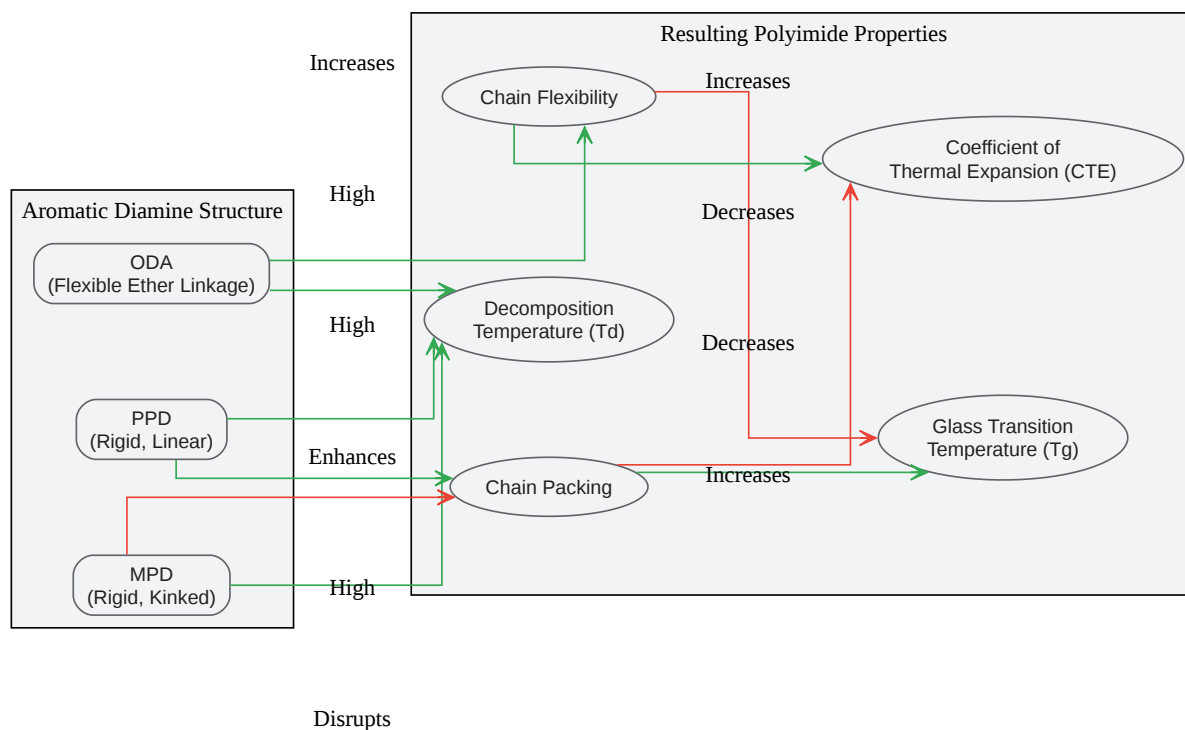 Resulting Polyimide Properties
Increases
Chain Flexibility
Increases
Coefficient of
Thermal Expansion (CTE)
High
Aromatic Diamine Structure
Decreases
ODA
(Flexible Ether Linkage)
High
Decomposition
Temperature (Td)
Decreases
PPD
(Rigid, Linear)
Glass Transition
Temperature (Tg)
Enhances
Chain Packing
Increases
MPD
(Rigid, Kinked)
High
Disrupts